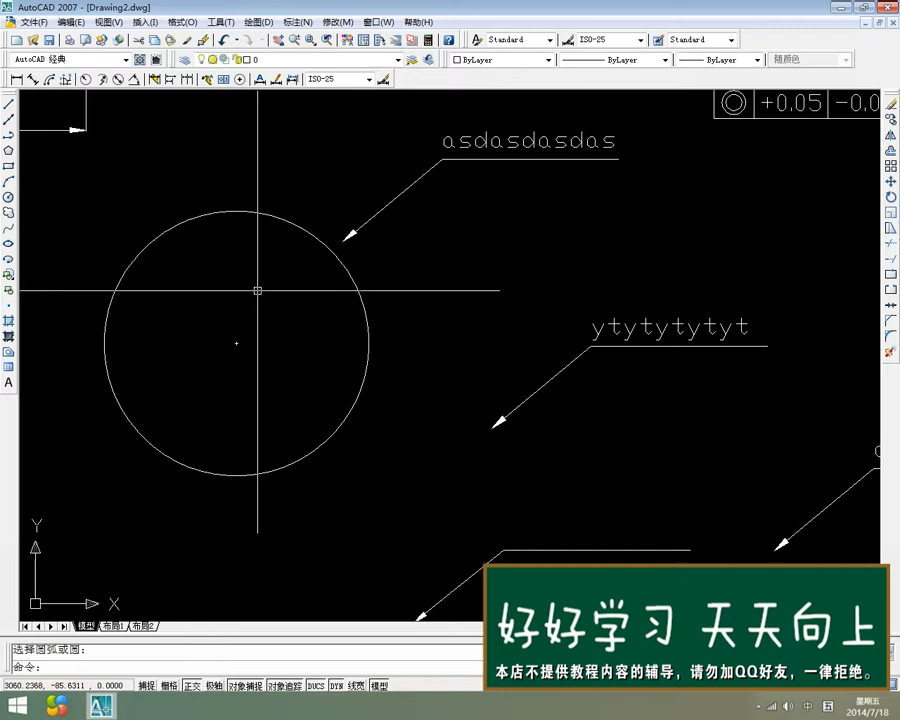 AutoCAD 2007 - [Drawing2.dwg]
文件(F) 编辑(E) 视图(V) 插入(I) 格式(O) 工具(T) 绘图(D) 标注(N) 修改(M) 窗口(W) 帮助(H)
Standard ISO-25 Standard
AutoCAD 经典 0 ByLayer ByLayer ByLayer 随颜色
ISO-25
+0.05 -0.0
asdasdasdas
ytytytytyt
Y
X
模型 布局1 布局2
选择圆弧或圆:
命令:
好好学习 天天向上
本店不提供教程内容的辅导，请勿加QQ好友，一律拒绝。
3060.2368, -85.6311, 0.0000 捕捉 栅格 正交 极轴 对象捕捉 对象追踪 DUCS DYN 线宽 模型
中 五
星期五
2014/7/18